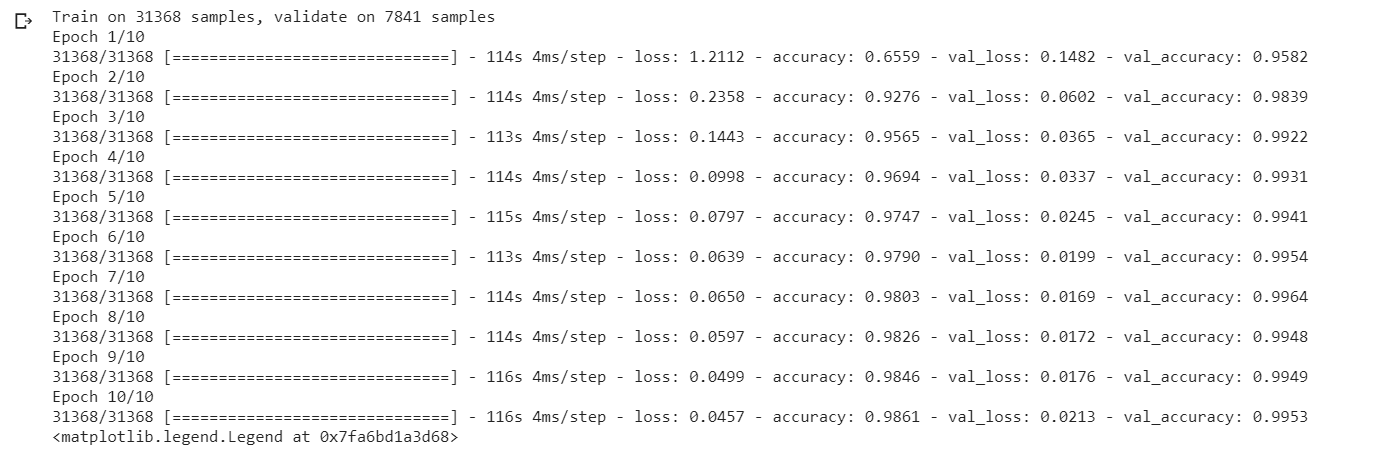 Train on 31368 samples, validate on 7841 samples
Epoch 1/10
31368/31368 [==============================] - 114s 4ms/step - loss: 1.2112 - accuracy: 0.6559 - val_loss: 0.1482 - val_accuracy: 0.9582
Epoch 2/10
31368/31368 [==============================] - 114s 4ms/step - loss: 0.2358 - accuracy: 0.9276 - val_loss: 0.0602 - val_accuracy: 0.9839
Epoch 3/10
31368/31368 [==============================] - 113s 4ms/step - loss: 0.1443 - accuracy: 0.9565 - val_loss: 0.0365 - val_accuracy: 0.9922
Epoch 4/10
31368/31368 [==============================] - 114s 4ms/step - loss: 0.0998 - accuracy: 0.9694 - val_loss: 0.0337 - val_accuracy: 0.9931
Epoch 5/10
31368/31368 [==============================] - 115s 4ms/step - loss: 0.0797 - accuracy: 0.9747 - val_loss: 0.0245 - val_accuracy: 0.9941
Epoch 6/10
31368/31368 [==============================] - 113s 4ms/step - loss: 0.0639 - accuracy: 0.9790 - val_loss: 0.0199 - val_accuracy: 0.9954
Epoch 7/10
31368/31368 [==============================] - 114s 4ms/step - loss: 0.0650 - accuracy: 0.9803 - val_loss: 0.0169 - val_accuracy: 0.9964
Epoch 8/10
31368/31368 [==============================] - 114s 4ms/step - loss: 0.0597 - accuracy: 0.9826 - val_loss: 0.0172 - val_accuracy: 0.9948
Epoch 9/10
31368/31368 [==============================] - 116s 4ms/step - loss: 0.0499 - accuracy: 0.9846 - val_loss: 0.0176 - val_accuracy: 0.9949
Epoch 10/10
31368/31368 [==============================] - 116s 4ms/step - loss: 0.0457 - accuracy: 0.9861 - val_loss: 0.0213 - val_accuracy: 0.9953
<matplotlib.legend.Legend at 0x7fa6bd1a3d68>